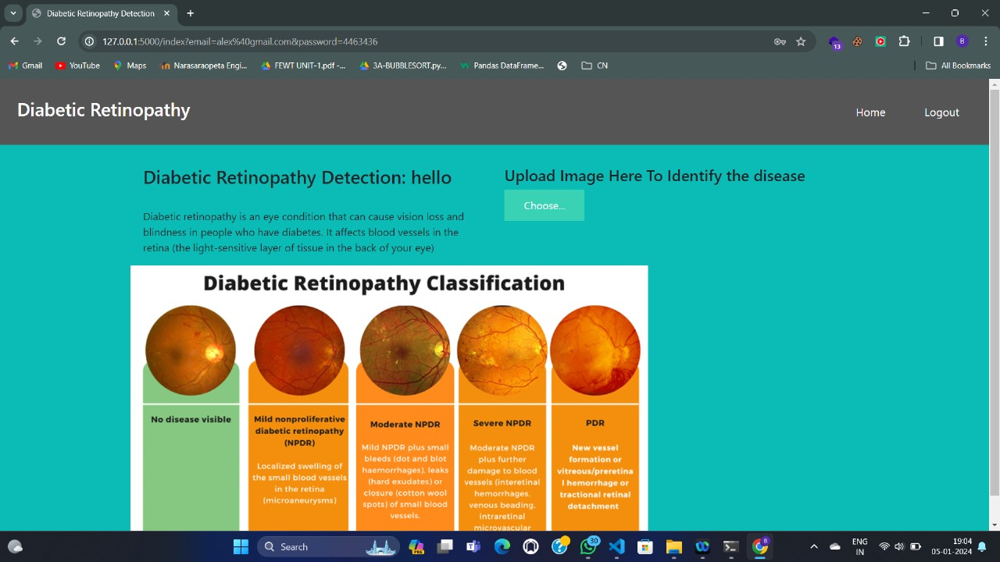 Diabetic Retinopathy Detection
127.0.0.1:5000/index?email=alex%40gmail.com&password=4463436
13
B
Gmail
YouTube
Maps
Narasaraopeta Engi...
FEWT UNIT-1.pdf -...
3A-BUBBLESORT.py...
Pandas DataFrame...
CN
All Bookmarks
Diabetic Retinopathy
Home
Logout
Diabetic Retinopathy Detection: hello
Diabetic retinopathy is an eye condition that can cause vision loss and
blindness in people who have diabetes. It affects blood vessels in the
retina (the light-sensitive layer of tissue in the back of your eye)
Upload Image Here To Identify the disease
Choose...
Diabetic Retinopathy Classification
No disease visible
Mild nonproliferative
diabetic retinopathy
(NPDR)
Localized swelling of
the small blood vessels
in the retina
(microaneurysms)
Moderate NPDR
Mild NPDR plus small
bleeds (dot and blot
haemorrhages), leaks
(hard exudates) or
closure (cotton wool
spots) of small blood
vessels.
Severe NPDR
Moderate NPDR
plus further
damage to blood
vessels (interetinal
hemorrhages,
venous beading,
intraretinal
microvascular
PDR
New vessel
formation or
vitreous/preretina
l hemorrhage or
tractional retinal
detachment
Search
PRE
30
8
ENG
IN
19:04
05-01-2024